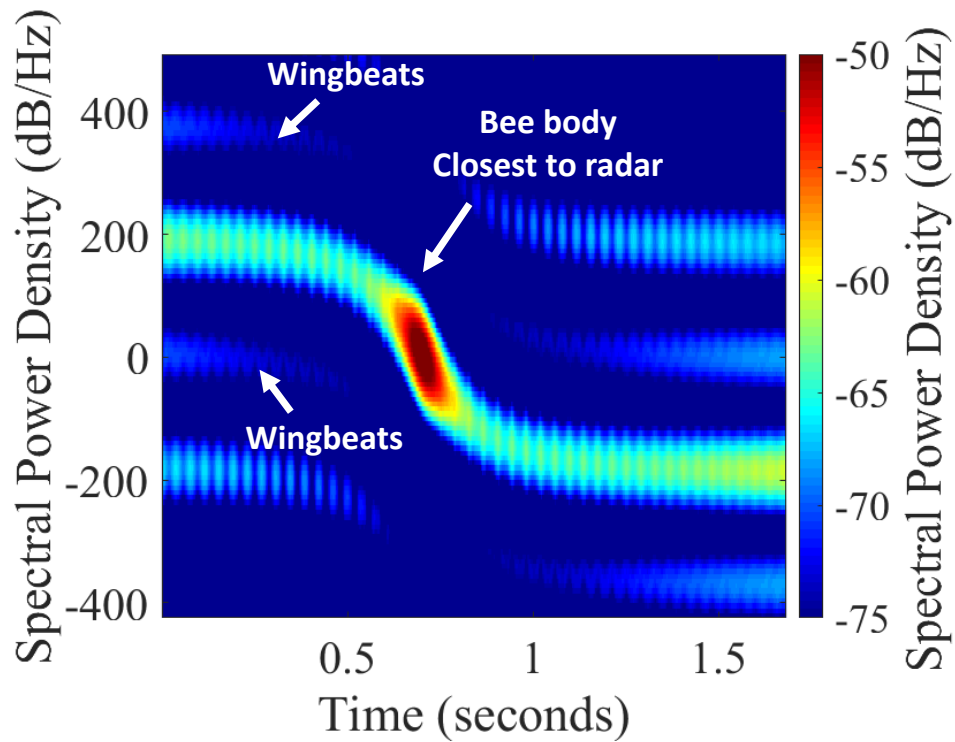 Wingbeats
Bee body
Closest to radar
Wingbeats
Spectral Power Density (dB/Hz)
400
200
0
-200
-400
0.5
1
1.5
Time (seconds)
-50
-55
-60
-65
-70
-75
Spectral Power Density (dB/Hz)